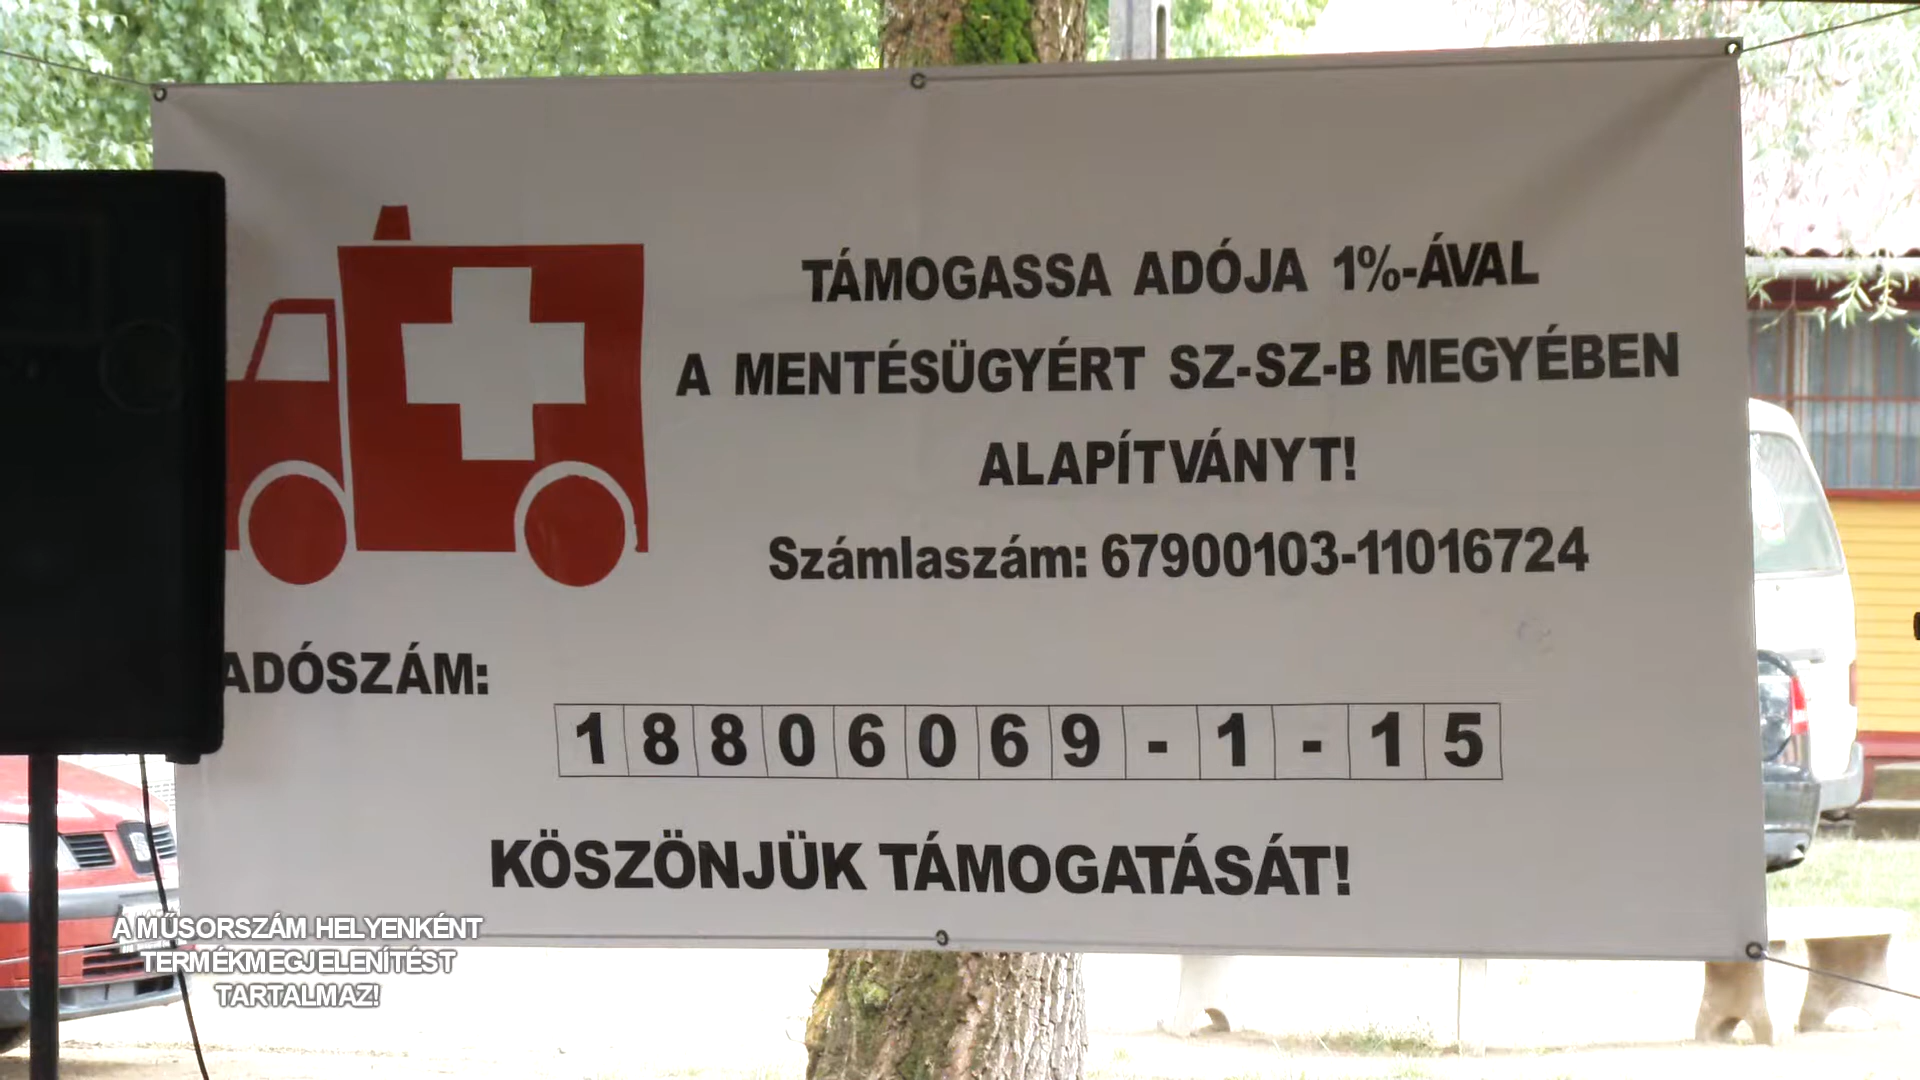 TÁMOGASSA ADÓJA 1%-ÁVAL
A MENTÉSÜGYÉRT SZ-SZ-B MEGYÉBEN
ALAPÍTVÁNYT!
Számlaszám: 67900103-11016724
ADÓSZÁM:
18806069-1-15
KÖSZÖNJÜK TÁMOGATÁSÁT!
A MŰSORSZÁM HELYENKÉNT
TERMÉKMEGJELENÍTÉST
TARTALMAZ!